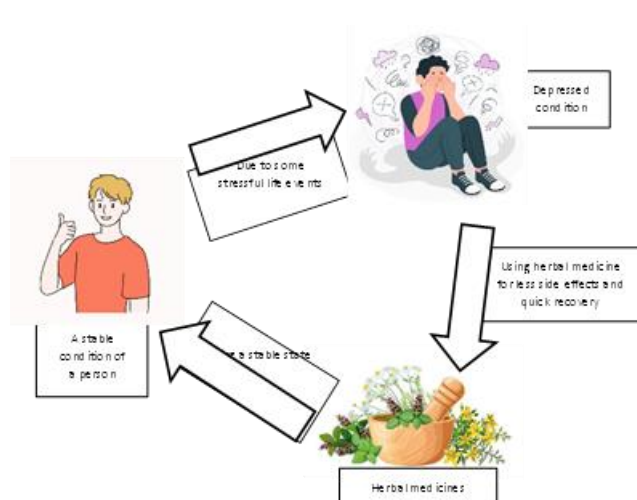 Depressed
condition
Due to some
stressful life events
Using herbal medicine
for less side effects and
quick recovery
a stable state
A stable
condition of
a person
Herbal medicines